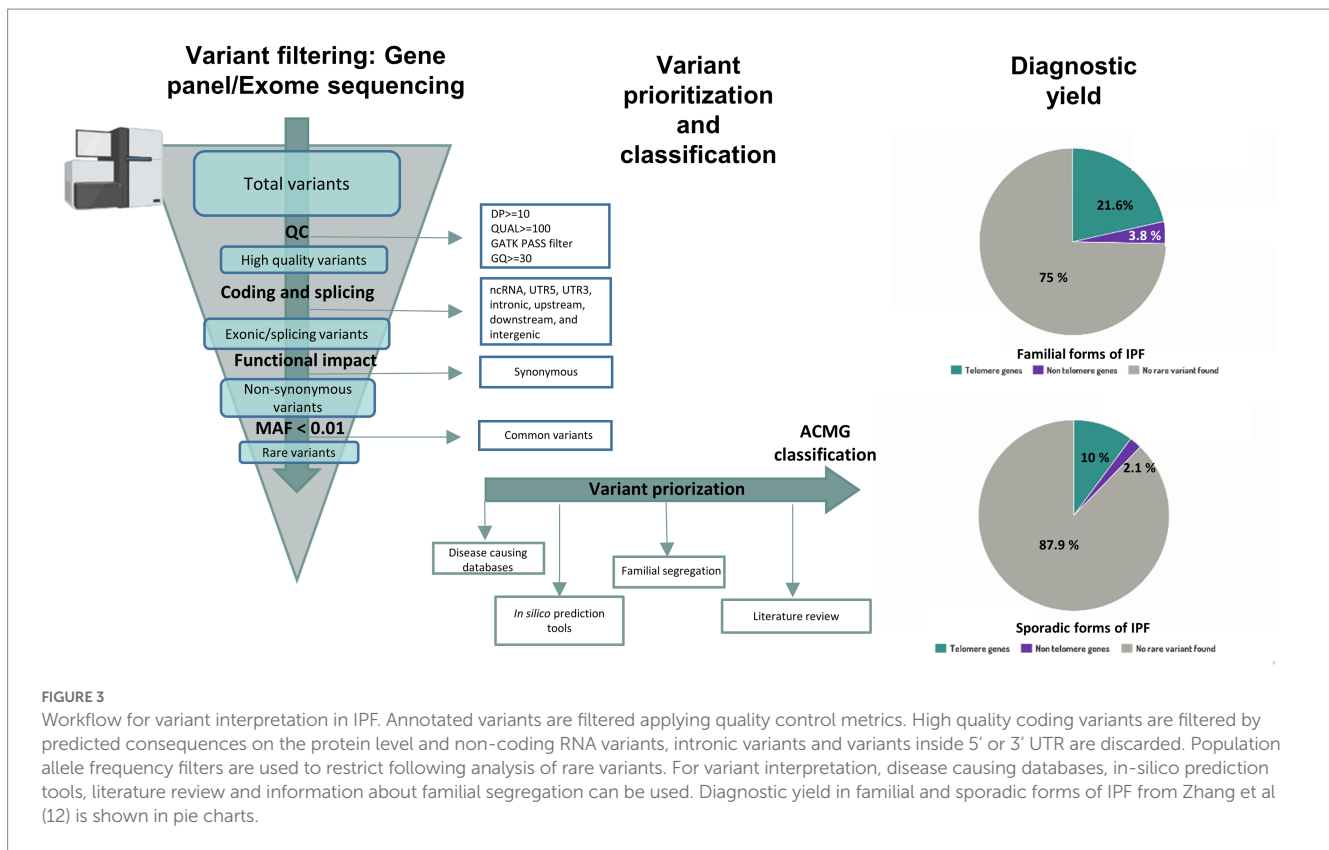 Variant filtering: Gene
panel/Exome sequencing
Total variants
QC
High quality variants
Coding and splicing
Exonic/splicing variants
Functional impact
Non-synonymous
variants
MAF < 0.01
Rare variants
DP>=10
QUAL>=100
GATK PASS filter
GQ>=30
ncRNA, UTR5, UTR3,
intronic, upstream,
downstream, and
intergenic
Synonymous
Common variants
Variant
prioritization
and
classification
ACMG
classification
Variant priorization
Disease causing
databases
In silico prediction
tools
Familial segregation
Literature review
Diagnostic
yield
21.6%
3.8 %
75 %
Familial forms of IPF
Telomere genes Non telomere genes No rare variant found
10 %
2.1 %
87.9 %
Sporadic forms of IPF
Telomere genes Non telomere genes No rare variant found
FIGURE 3
Workflow for variant interpretation in IPF. Annotated variants are filtered applying quality control metrics. High quality coding variants are filtered by
predicted consequences on the protein level and non-coding RNA variants, intronic variants and variants inside 5’ or 3’ UTR are discarded. Population
allele frequency filters are used to restrict following analysis of rare variants. For variant interpretation, disease causing databases, in-silico prediction
tools, literature review and information about familial segregation can be used. Diagnostic yield in familial and sporadic forms of IPF from Zhang et al
(12) is shown in pie charts.